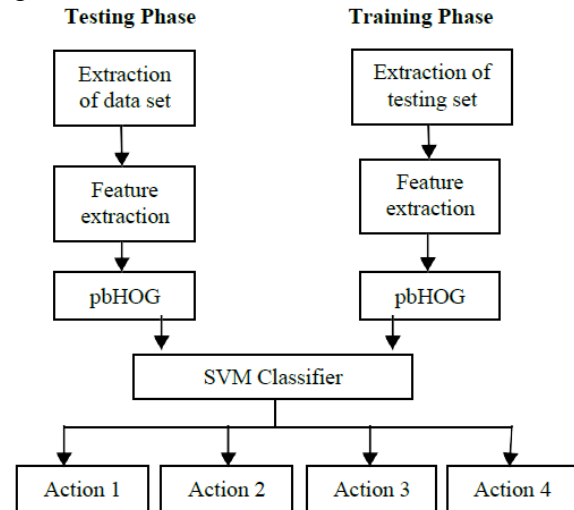 Testing Phase
Training Phase
Extraction
of data set
Extraction of
testing set
Feature
extraction
Feature
extraction
pbHOG
pbHOG
SVM Classifier
Action 1
Action 2
Action 3
Action 4